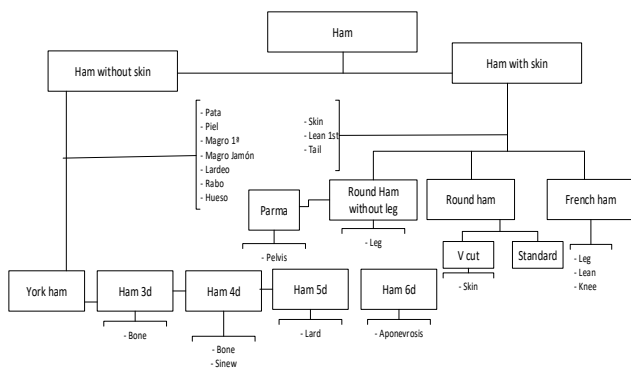 Ham
Ham without skin
Ham with skin
- Pata
- Piel
- Magro 1ª
- Magro Jamón
- Lardeo
- Rabo
- Hueso
- Skin
- Lean 1st
- Tail
Parma
- Pelvis
Round Ham
without leg
- Leg
Round ham
V cut
- Skin
Standard
French ham
- Leg
- Lean
- Knee
York ham
Ham 3d
- Bone
Ham 4d
- Bone
- Sinew
Ham 5d
- Lard
Ham 6d
- Aponevrosis